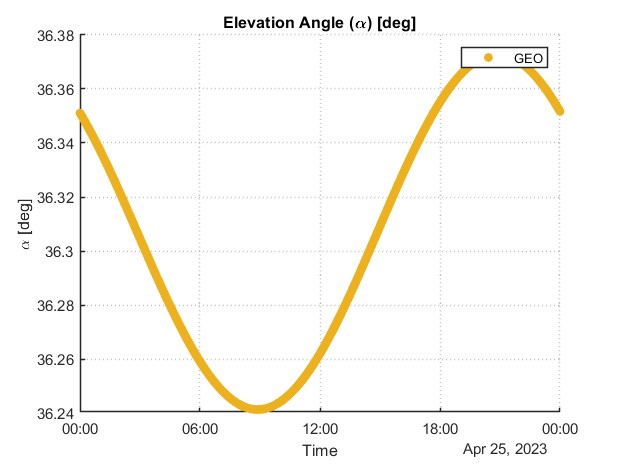 Elevation Angle (α) [deg]
GEO
36.38
36.36
36.34
36.32
36.3
36.28
36.26
36.24
α [deg]
00:00 06:00 12:00 18:00 00:00
Time
Apr 25, 2023